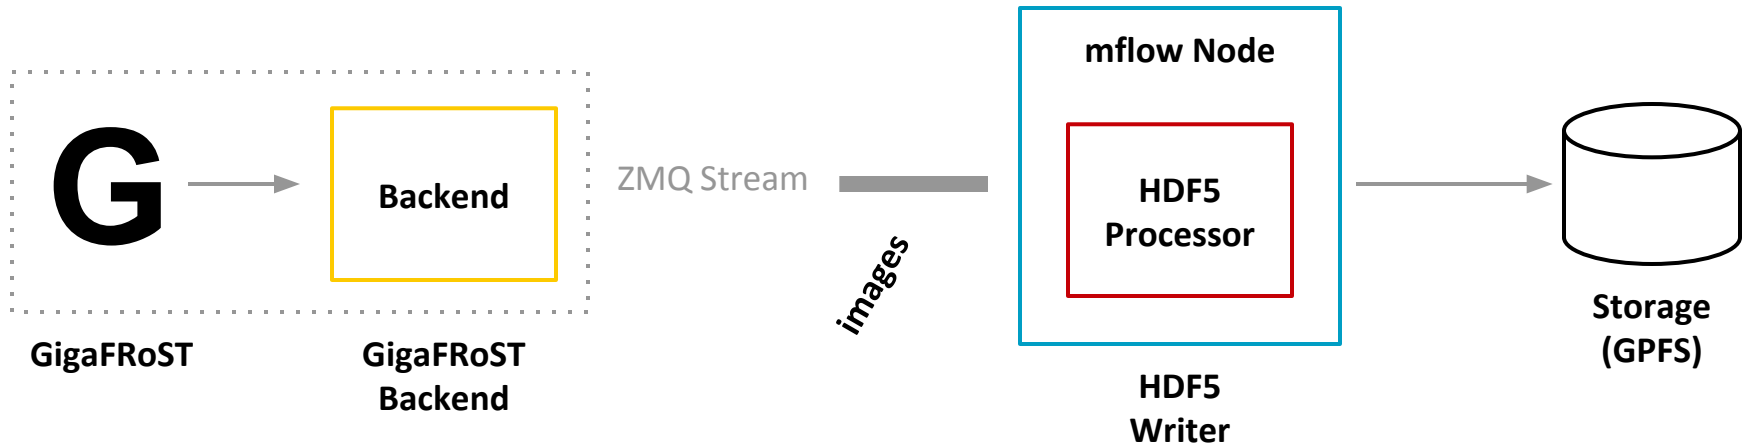 G
Backend
GigaFRoST
GigaFRoST
Backend
ZMQ Stream
images
mflow Node
HDF5
Processor
HDF5
Writer
Storage
(GPFS)